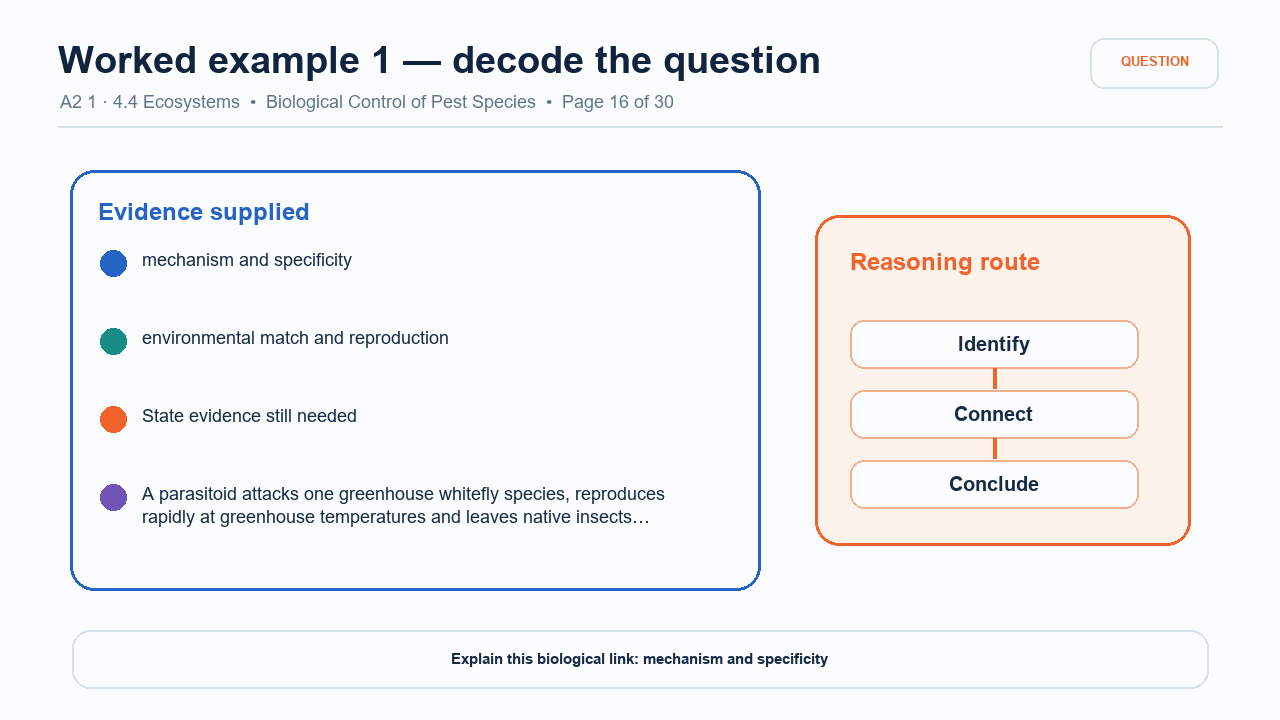 Worked example 1 — decode the question
QUESTION
A2 1 · 4.4 Ecosystems • Biological Control of Pest Species • Page 16 of 30
Evidence supplied
mechanism and specificity
environmental match and reproduction
State evidence still needed
A parasitoid attacks one greenhouse whitefly species, reproduces
rapidly at greenhouse temperatures and leaves native insects…
Reasoning route
Identify
Connect
Conclude
Explain this biological link: mechanism and specificity